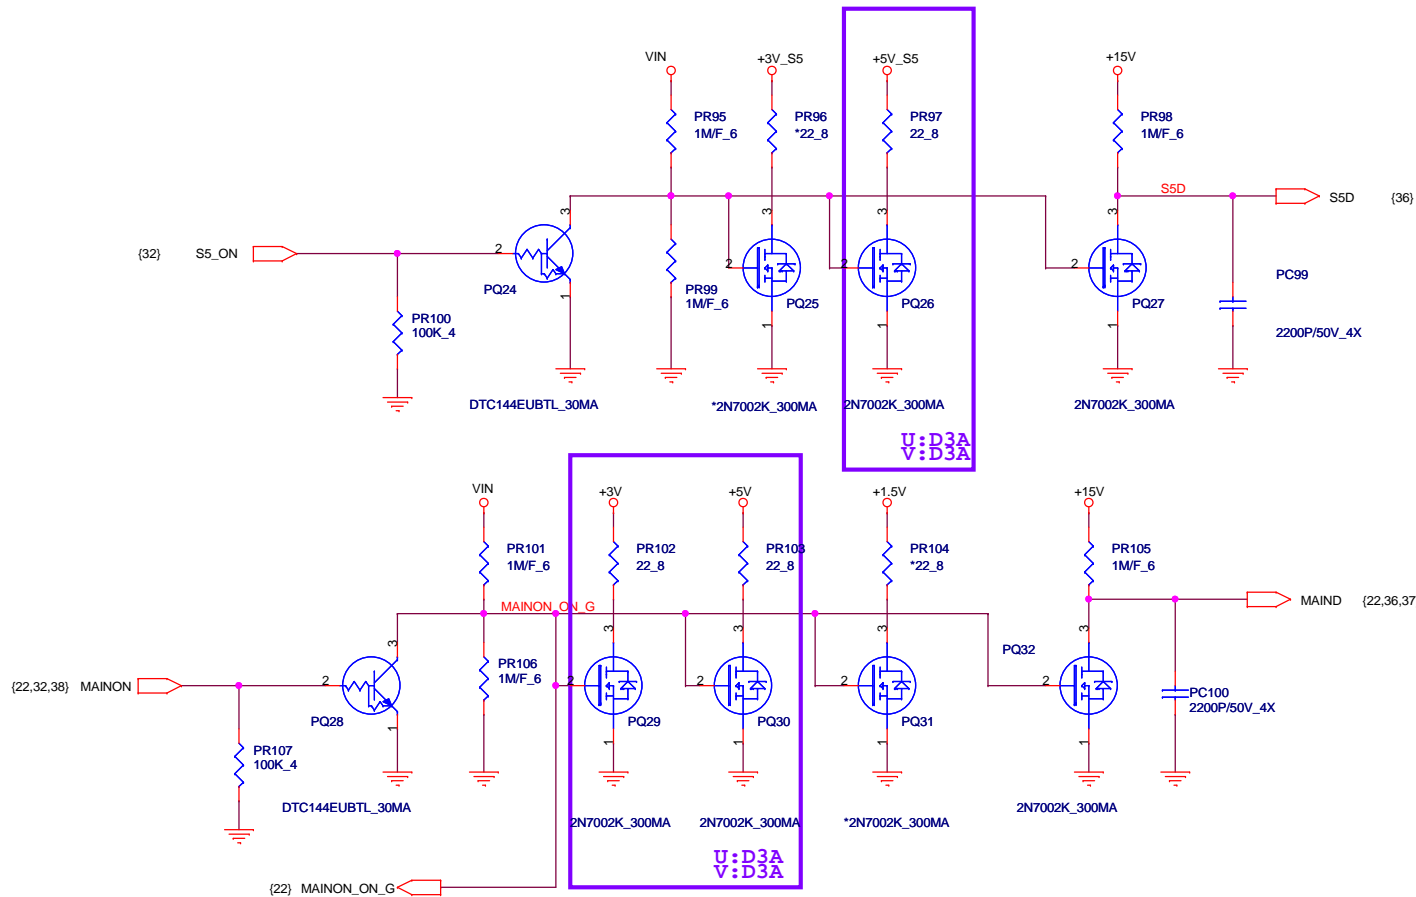 VIN
+3V_S5
+5V_S5
+15V
PR95
1M/F_6
PR96
*22_8
PR97
22_8
PR98
1M/F_6
S5D
S5D
{36}
{32}
S5_ON
2
3
1
PQ24
PR99
1M/F_6
2
3
1
PQ25
2
3
1
PQ26
2
3
1
PQ27
PC99
2200P/50V_4X
PR100
100K_4
DTC144EUBTL_30MA
*2N7002K_300MA
2N7002K_300MA
2N7002K_300MA
U:D3A
V:D3A
VIN
+3V
+5V
+1.5V
+15V
PR101
1M/F_6
PR102
22_8
PR103
22_8
PR104
*22_8
PR105
1M/F_6
MAINON_ON_G
MAIND
{22,36,37
{22,32,38}
MAINON
2
3
1
PQ28
PR106
1M/F_6
2
3
1
PQ29
2
3
1
PQ30
2
3
1
PQ31
PQ32
2
3
1
PC100
2200P/50V_4X
PR107
100K_4
DTC144EUBTL_30MA
2N7002K_300MA
2N7002K_300MA
*2N7002K_300MA
2N7002K_300MA
U:D3A
V:D3A
{22}
MAINON_ON_G